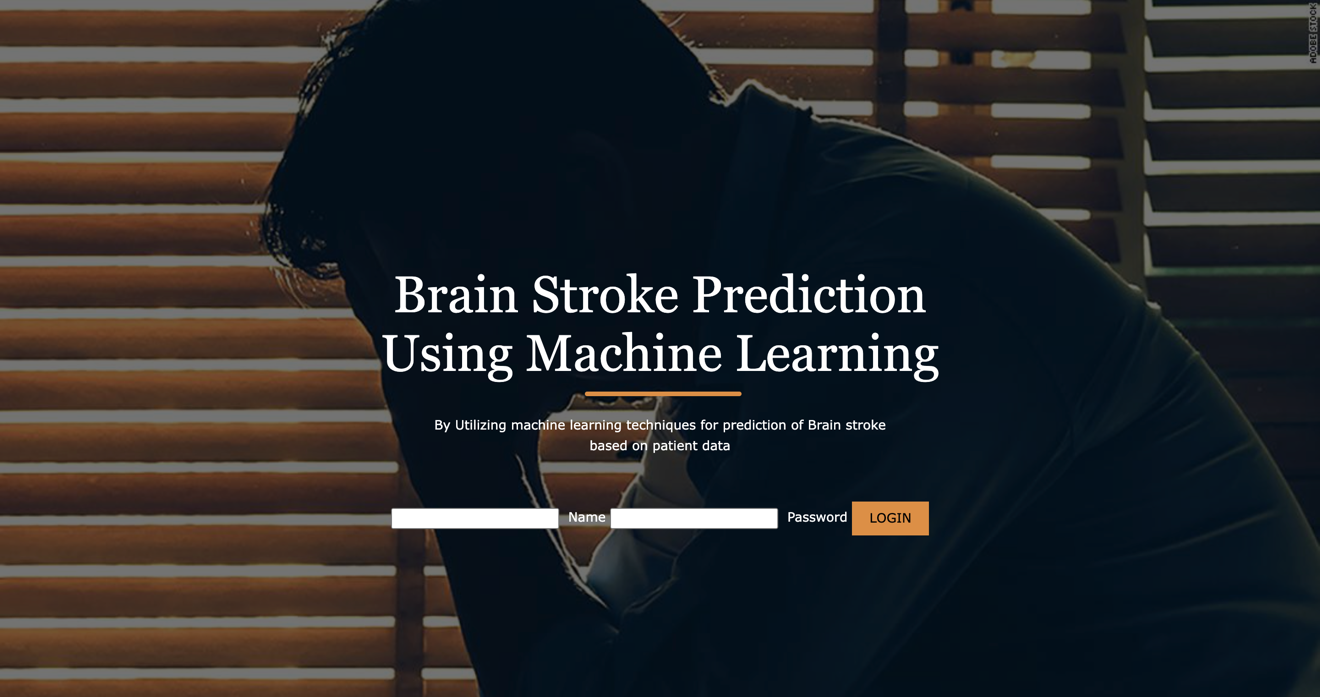 ADOBE STOCK
Brain Stroke Prediction
Using Machine Learning
By Utilizing machine learning techniques for prediction of Brain stroke
based on patient data
Name Password LOGIN